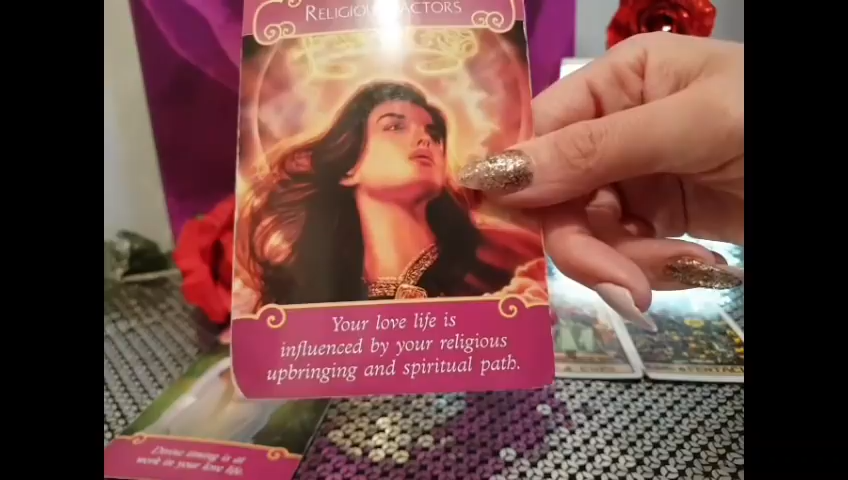 Your love life is
influenced by your religious
upbringing and spiritual path.
Divine timing is at
work in your love life.